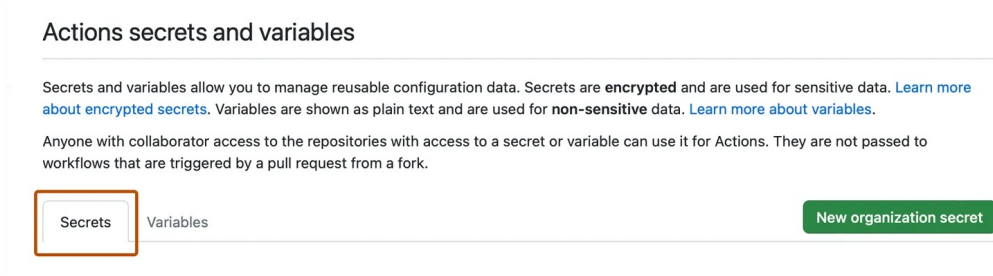 Actions secrets and variables
Secrets and variables allow you to manage reusable configuration data. Secrets are encrypted and are used for sensitive data. Learn more
about encrypted secrets. Variables are shown as plain text and are used for non-sensitive data. Learn more about variables.
Anyone with collaborator access to the repositories with access to a secret or variable can use it for Actions. They are not passed to
workflows that are triggered by a pull request from a fork.
Secrets Variables New organization secret